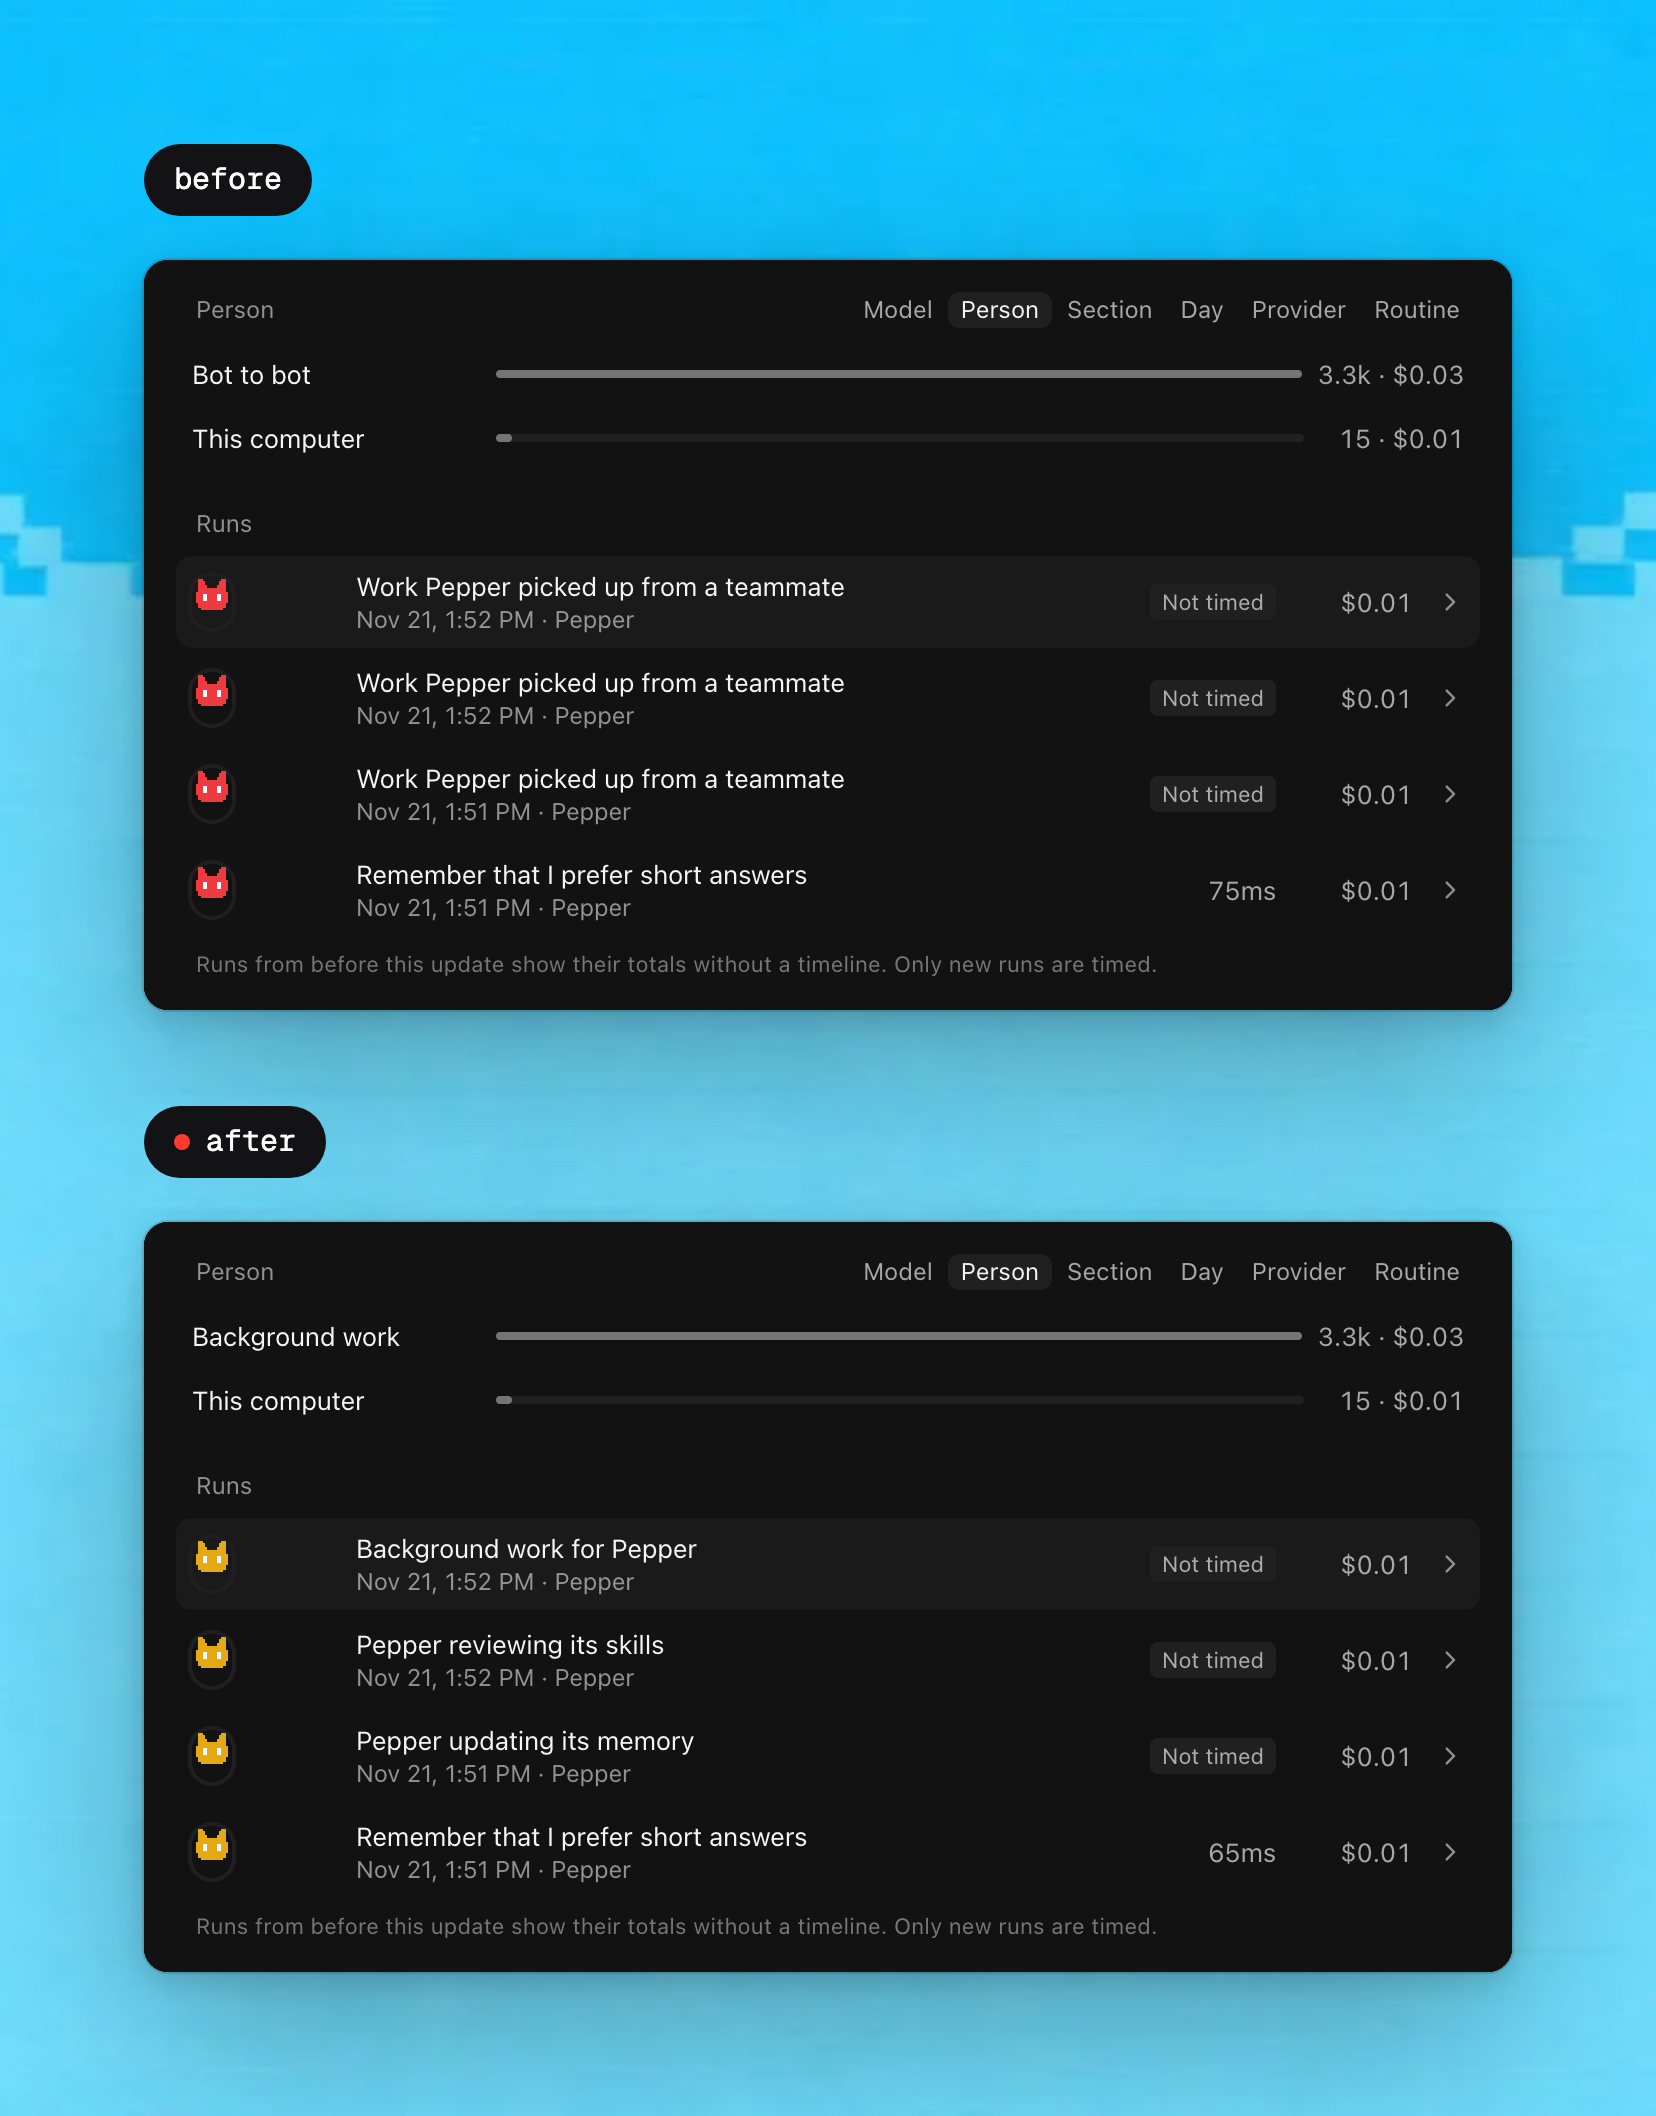 before
Person
Model Person Section Day Provider Routine
Bot to bot
3.3k · $0.03
This computer
15 · $0.01
Runs
Work Pepper picked up from a teammate
Nov 21, 1:52 PM · Pepper
Not timed
$0.01
Work Pepper picked up from a teammate
Nov 21, 1:52 PM · Pepper
Not timed
$0.01
Work Pepper picked up from a teammate
Nov 21, 1:51 PM · Pepper
Not timed
$0.01
Remember that I prefer short answers
Nov 21, 1:51 PM · Pepper
75ms
$0.01
Runs from before this update show their totals without a timeline. Only new runs are timed.
after
Person
Model Person Section Day Provider Routine
Background work
3.3k · $0.03
This computer
15 · $0.01
Runs
Background work for Pepper
Nov 21, 1:52 PM · Pepper
Not timed
$0.01
Pepper reviewing its skills
Nov 21, 1:52 PM · Pepper
Not timed
$0.01
Pepper updating its memory
Nov 21, 1:51 PM · Pepper
Not timed
$0.01
Remember that I prefer short answers
Nov 21, 1:51 PM · Pepper
65ms
$0.01
Runs from before this update show their totals without a timeline. Only new runs are timed.